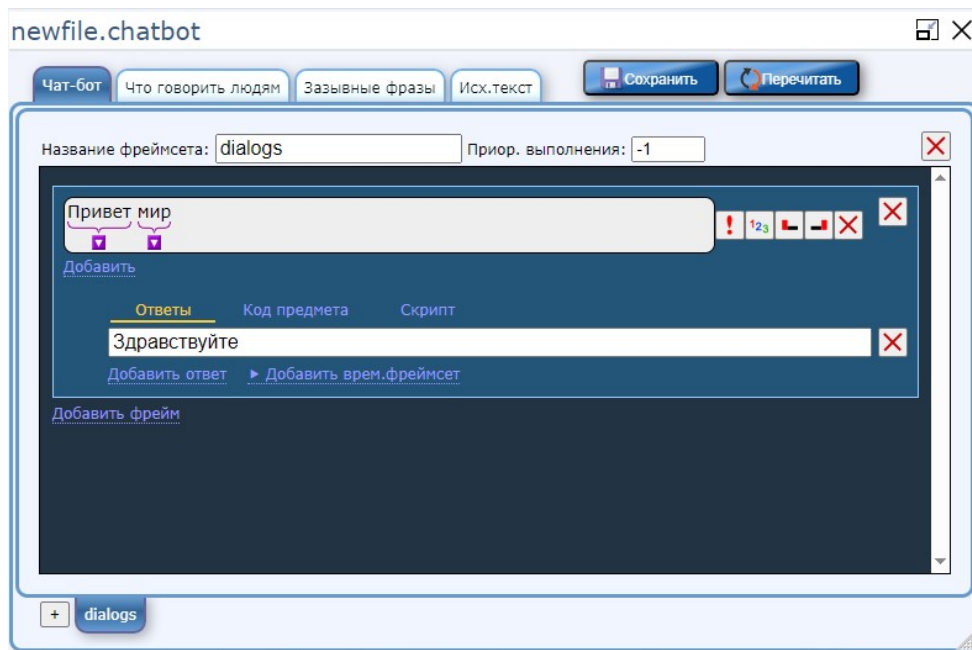 newfile.chatbot
Чат-бот Что говорить людям Зазывные фразы Исх.текст Сохранить Перечитать
Название фреймсета: dialogs Приор. выполнения: -1
Привет мир
! 123
Добавить
Ответы Код предмета Скрипт
Здравствуйте
Добавить ответ ► Добавить врем.фреймсет
Добавить фрейм
+ dialogs